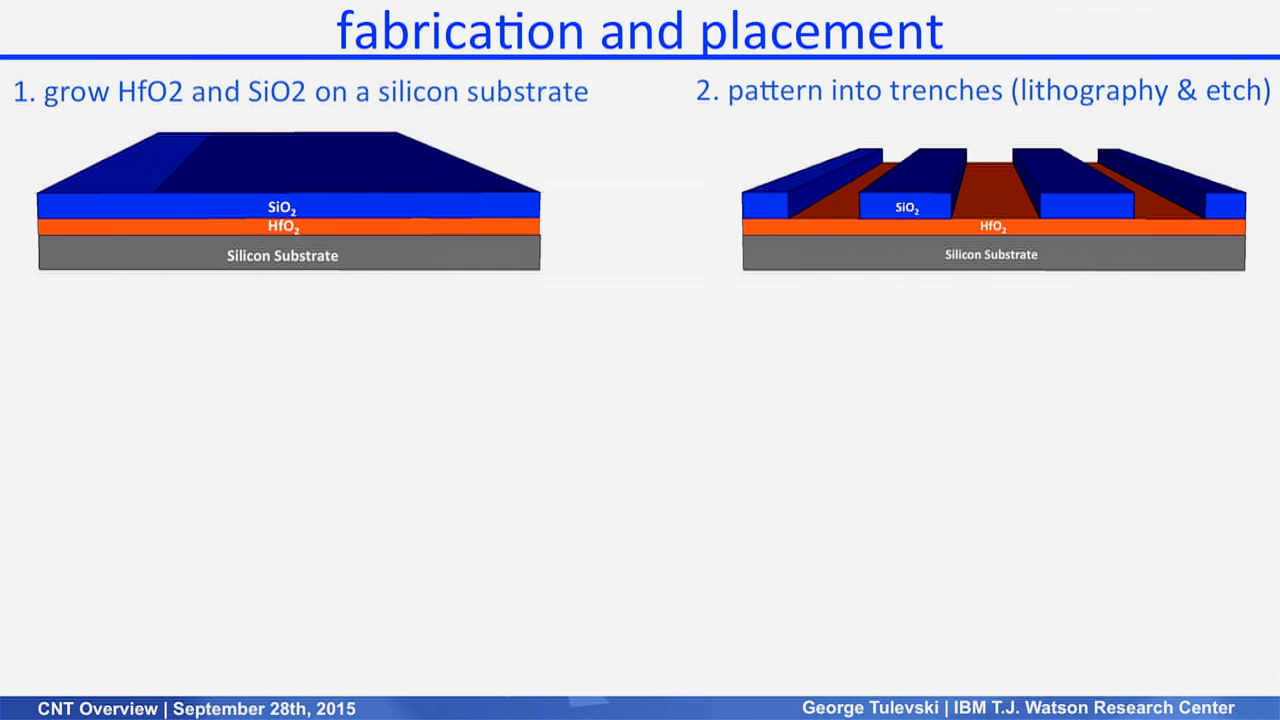 fabrication and placement
1. grow HfO2 and SiO2 on a silicon substrate
2. pattern into trenches (lithography & etch)
SiO₂
HfO₂
Silicon Substrate
SiO₂
HfO₂
Silicon Substrate
CNT Overview | September 28th, 2015
George Tulevski | IBM T.J. Watson Research Center